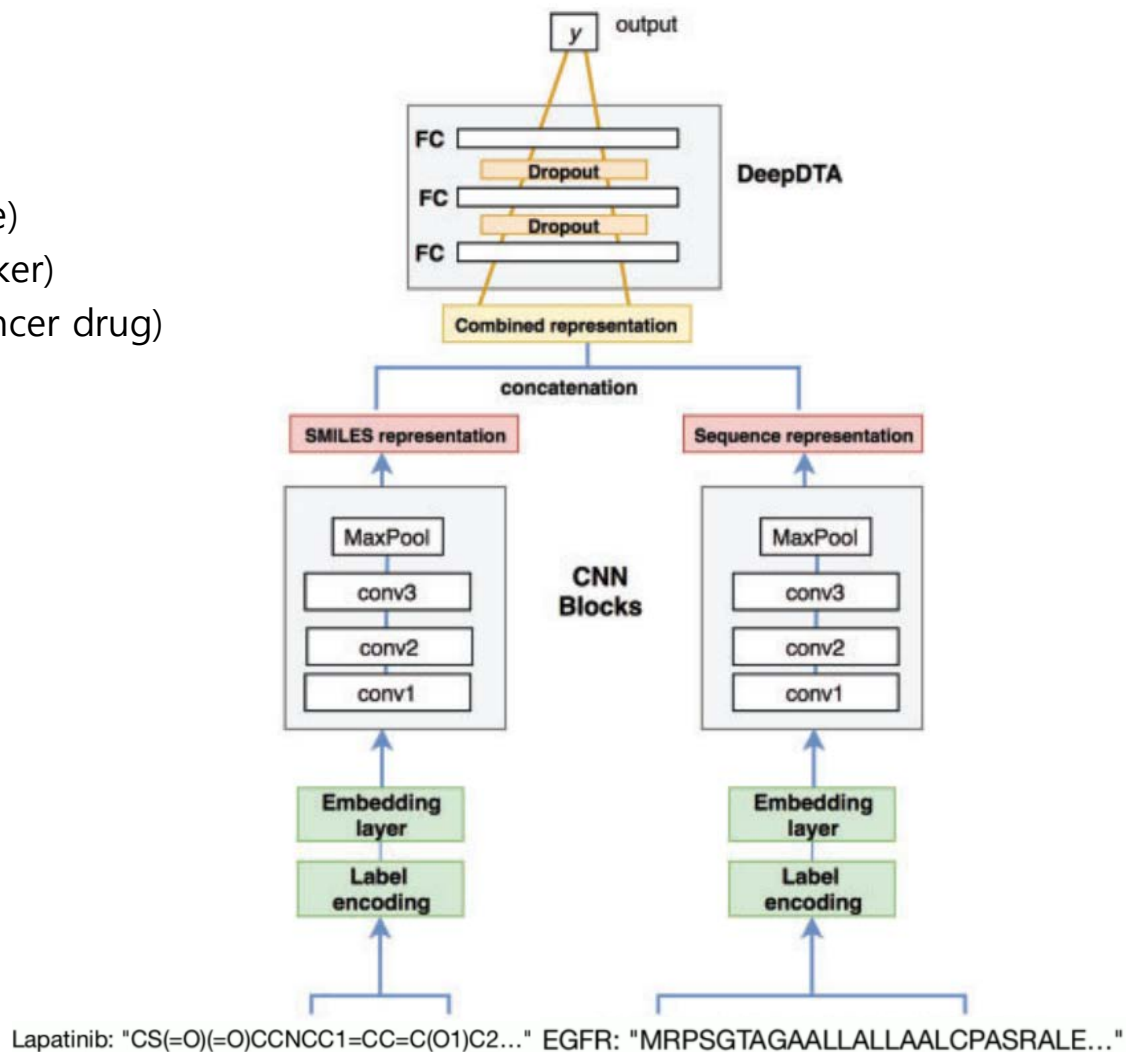 y output
FC
Dropout
FC
Dropout
FC
DeepDTA
e)
ker)
ncer drug)
Combined representation
concatenation
SMILES representation
Sequence representation
MaxPool
conv3
conv2
conv1
CNN
Blocks
MaxPool
conv3
conv2
conv1
Embedding
layer
Label
encoding
Embedding
layer
Label
encoding
Lapatinib: "CS(=O)(=O)CCNCC1=CC=C(O1)C2..." EGFR: "MRPSGTAGAALLALLAALCPASRALE..."